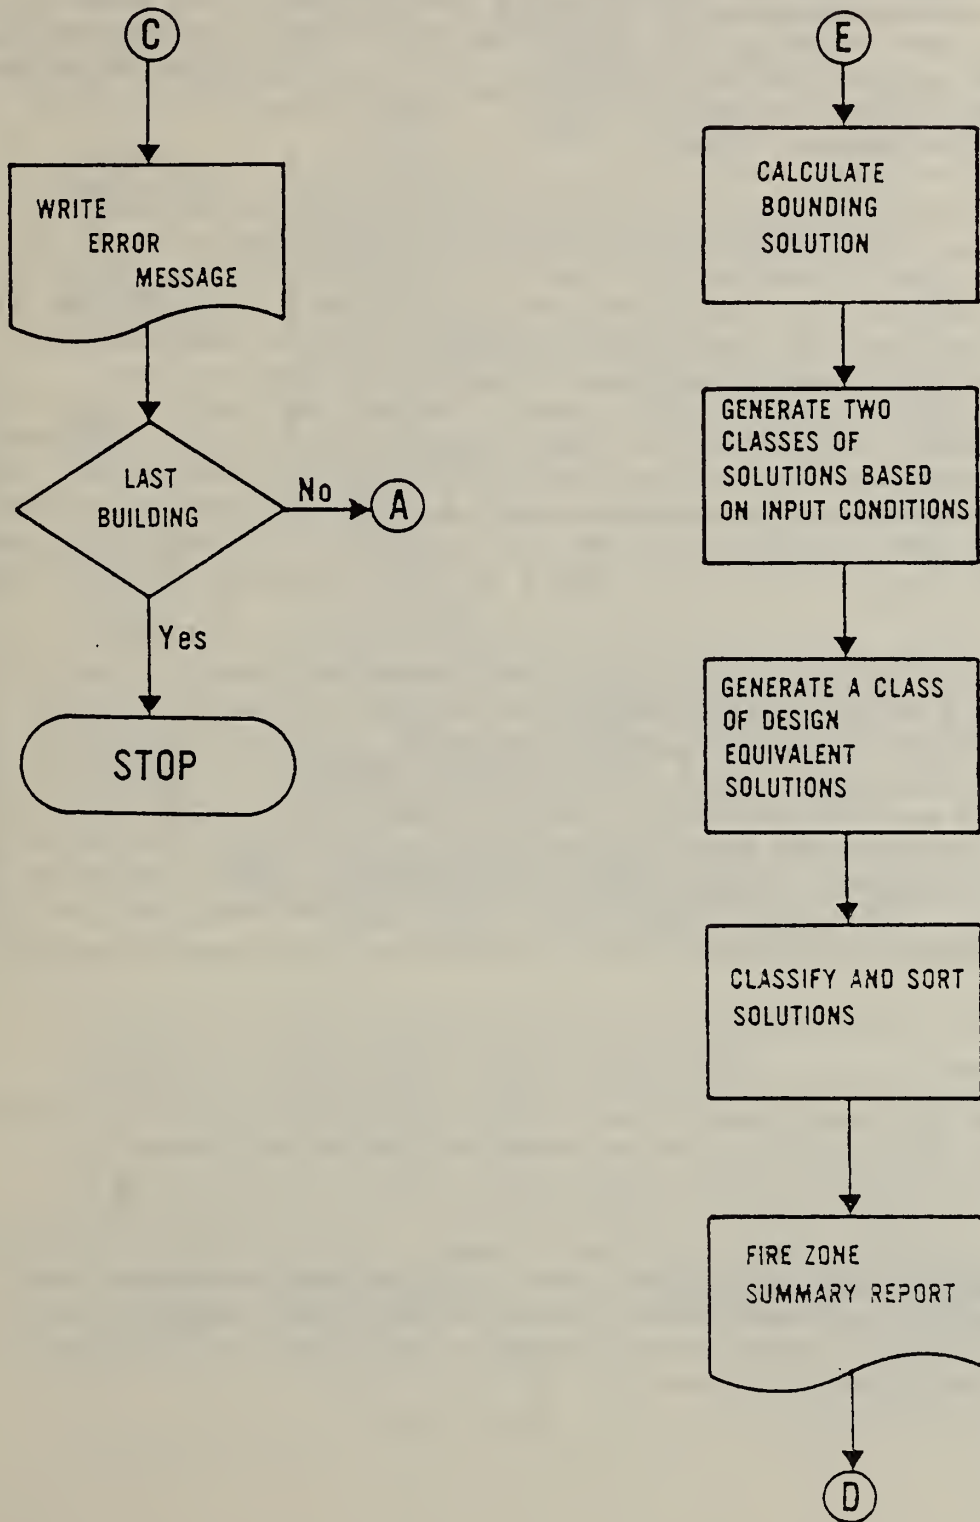 C
WRITE
ERROR
MESSAGE
LAST
BUILDING
No
A
Yes
STOP
E
CALCULATE
BOUNDING
SOLUTION
GENERATE TWO
CLASSES OF
SOLUTIONS BASED
ON INPUT CONDITIONS
GENERATE A CLASS
OF DESIGN
EQUIVALENT
SOLUTIONS
CLASSIFY AND SORT
SOLUTIONS
FIRE ZONE
SUMMARY REPORT
D